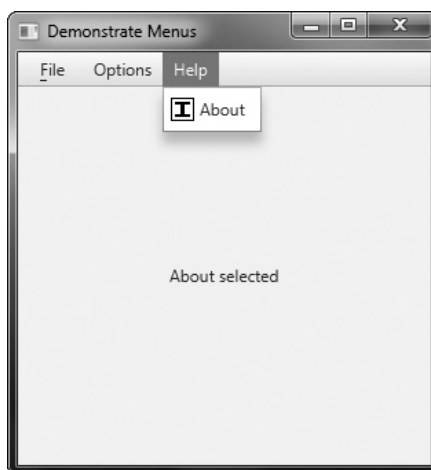 Demonstrate Menus
File Options Help
I About
About selected